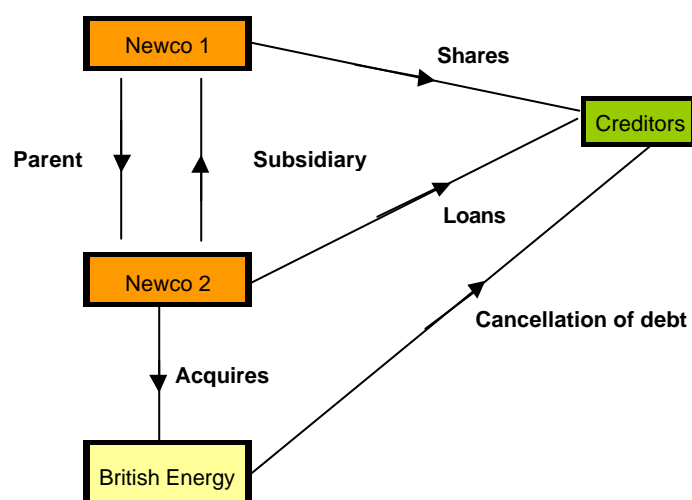 Newco 1
Shares
Creditors
Parent
Subsidiary
Loans
Newco 2
Cancellation of debt
Acquires
British Energy